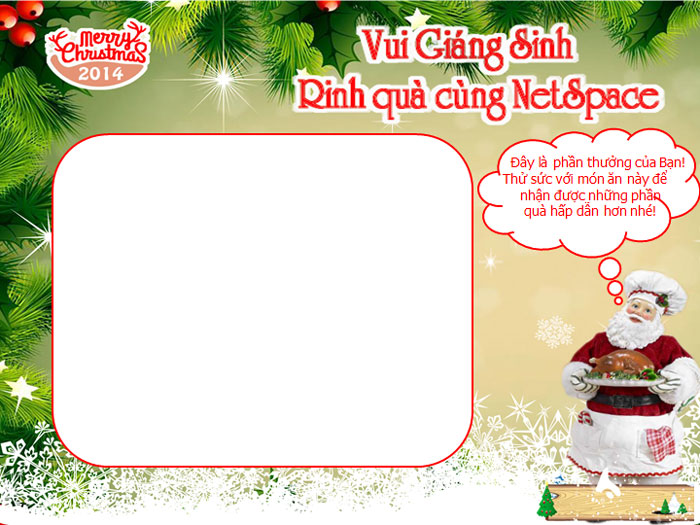 Merry
Christmas
2014
Vui Giáng Sinh
Rinh quà cùng NetSpace
Đây là phần thưởng của Bạn!
Thử sức với món ăn này để
nhận được những phần
quà hấp dẫn hơn nhé!